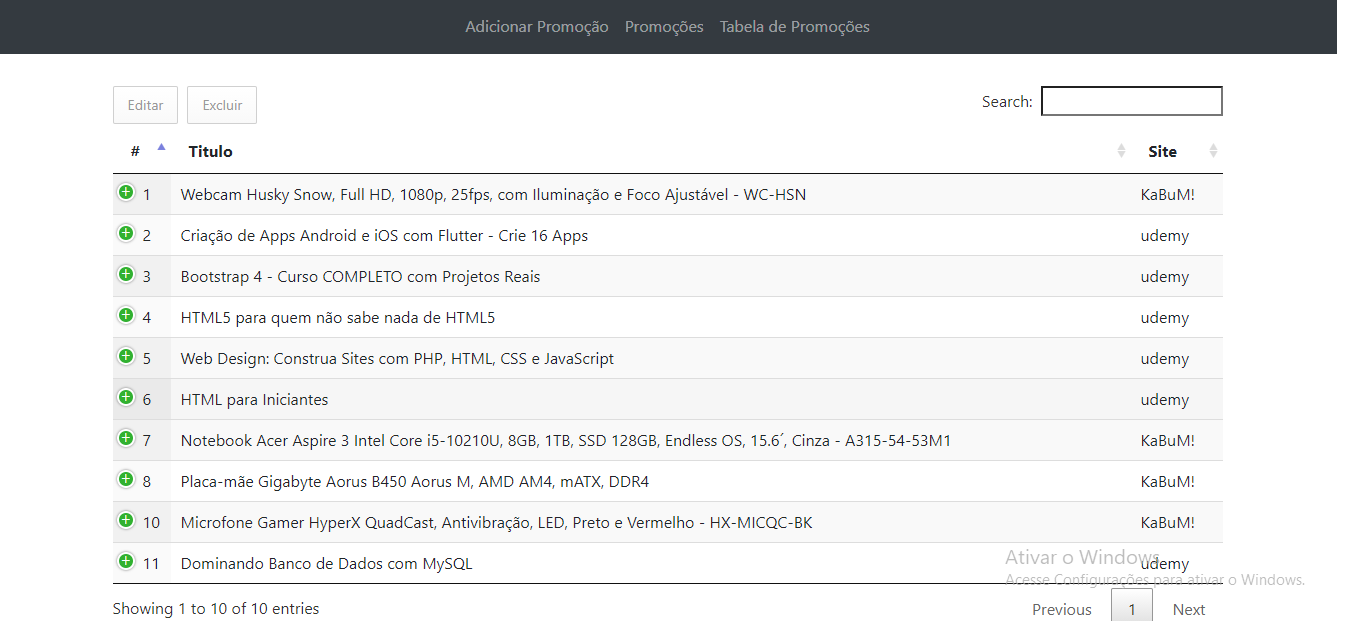 Adicionar Promoção Promoções Tabela de Promoções
Editar Excluir Search:
# Titulo Site
1 Webcam Husky Snow, Full HD, 1080p, 25fps, com Iluminação e Foco Ajustável - WC-HSN KaBuM!
2 Criação de Apps Android e iOS com Flutter - Crie 16 Apps udemy
3 Bootstrap 4 - Curso COMPLETO com Projetos Reais udemy
4 HTML5 para quem não sabe nada de HTML5 udemy
5 Web Design: Construa Sites com PHP, HTML, CSS e JavaScript udemy
6 HTML para Iniciantes udemy
7 Notebook Acer Aspire 3 Intel Core i5-10210U, 8GB, 1TB, SSD 128GB, Endless OS, 15.6´, Cinza - A315-54-53M1 KaBuM!
8 Placa-mãe Gigabyte Aorus B450 Aorus M, AMD AM4, mATX, DDR4 KaBuM!
10 Microfone Gamer HyperX QuadCast, Antivibração, LED, Preto e Vermelho - HX-MICQC-BK KaBuM!
11 Dominando Banco de Dados com MySQL udemy
Ativar o Windows
Acesse Configurações para ativar o Windows.
Showing 1 to 10 of 10 entries Previous 1 Next